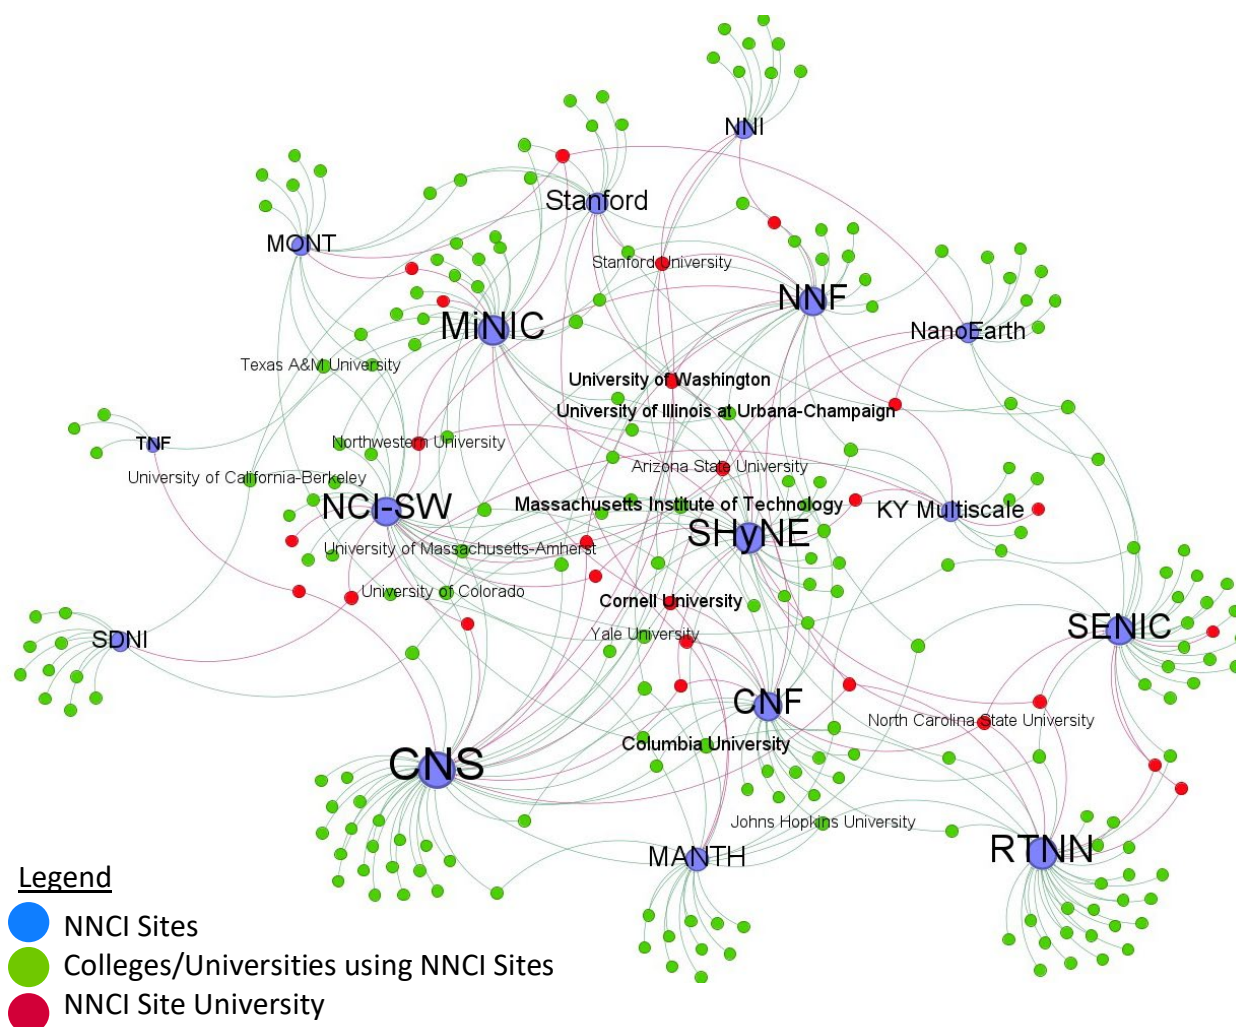 NNI
Stanford
MONT
Stanford University
NNF
MiNIC
NanoEarth
Texas A&M University
University of Washington
University of Illinois at Urbana-Champaign
TNF
Northwestern University
Arizona State University
University of California-Berkeley
NCI-SW
Massachusetts Institute of Technology
KY Multiscale
SHyNE
University of Massachusetts-Amherst
University of Colorado
Cornell University
SENIC
Yale University
SDNI
CNF
North Carolina State University
Columbia University
CNS
Johns Hopkins University
MANTH
RTNN
Legend
NNCI Sites
Colleges/Universities using NNCI Sites
NNCI Site University